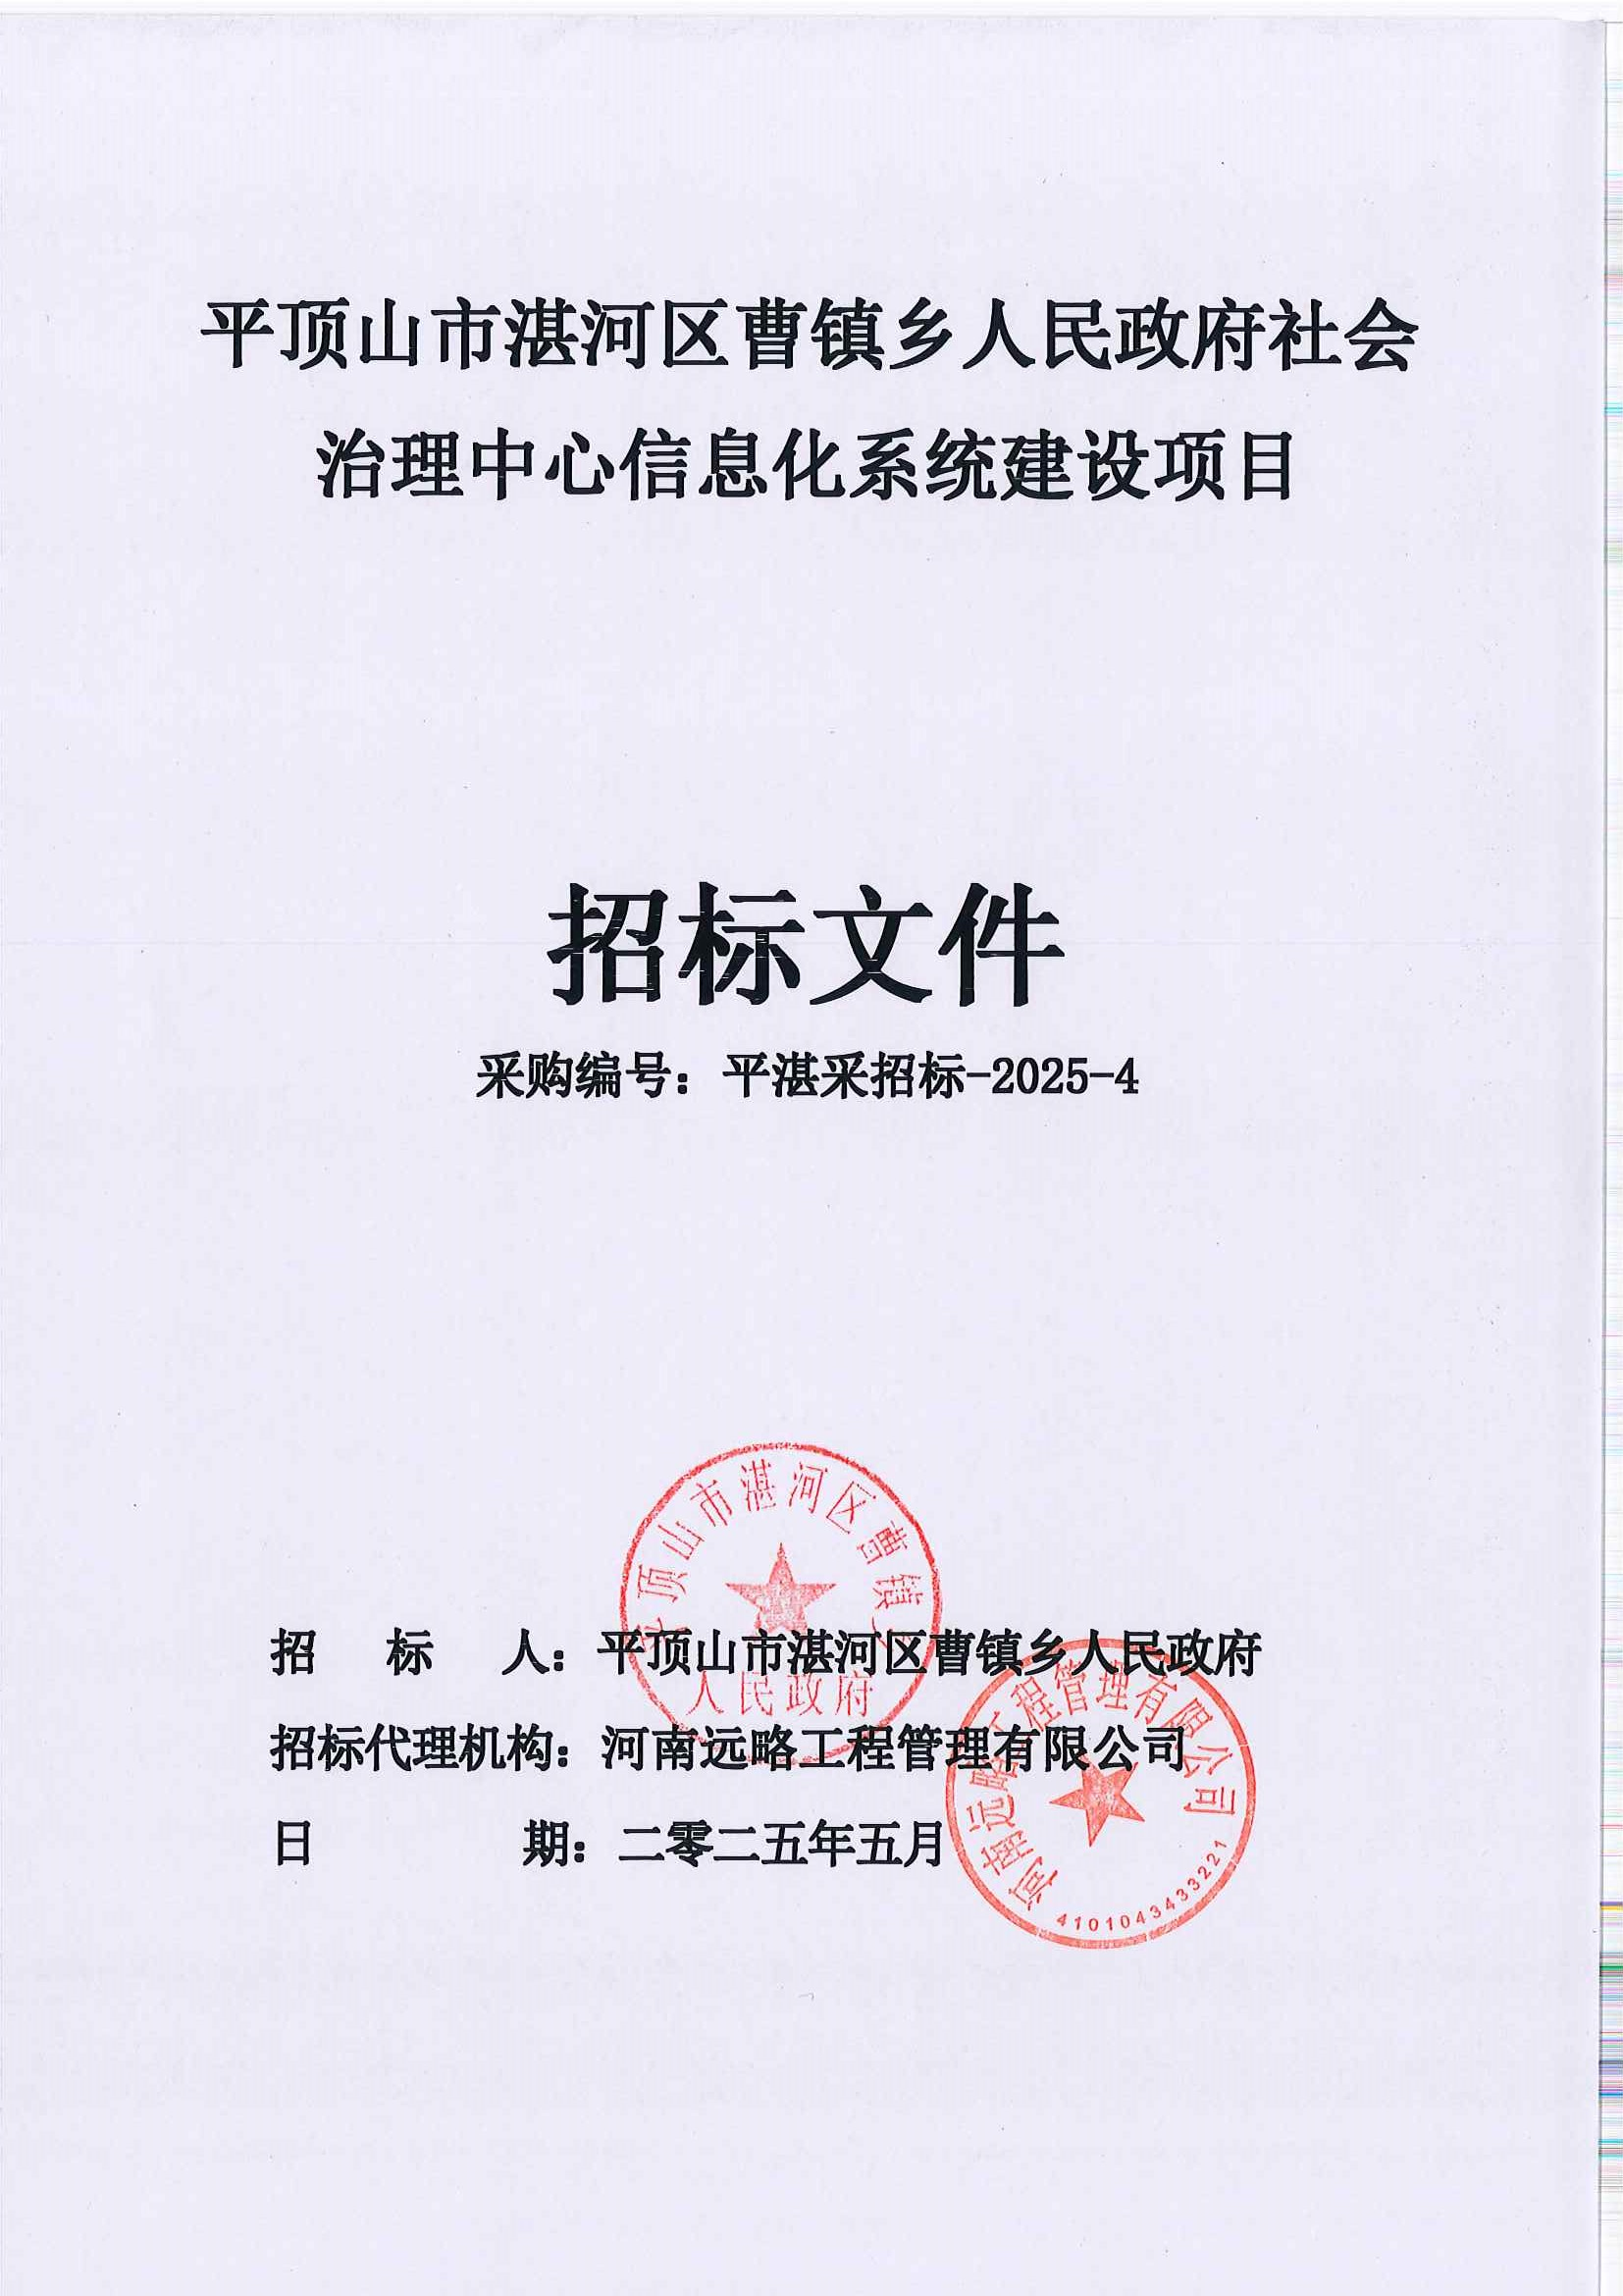 平顶山市湛河区曹镇乡人民政府社会
治理中心信息化系统建设项目
招标文件
采购编号：平湛采招标-2025-4
平顶山市湛河区曹镇乡
人民政府
招标人：平顶山市湛河区曹镇乡人民政府
招标代理机构：河南远略工程管理有限公司
日期：二零二五年五月
河南远略工程管理有限公司
4101043433221